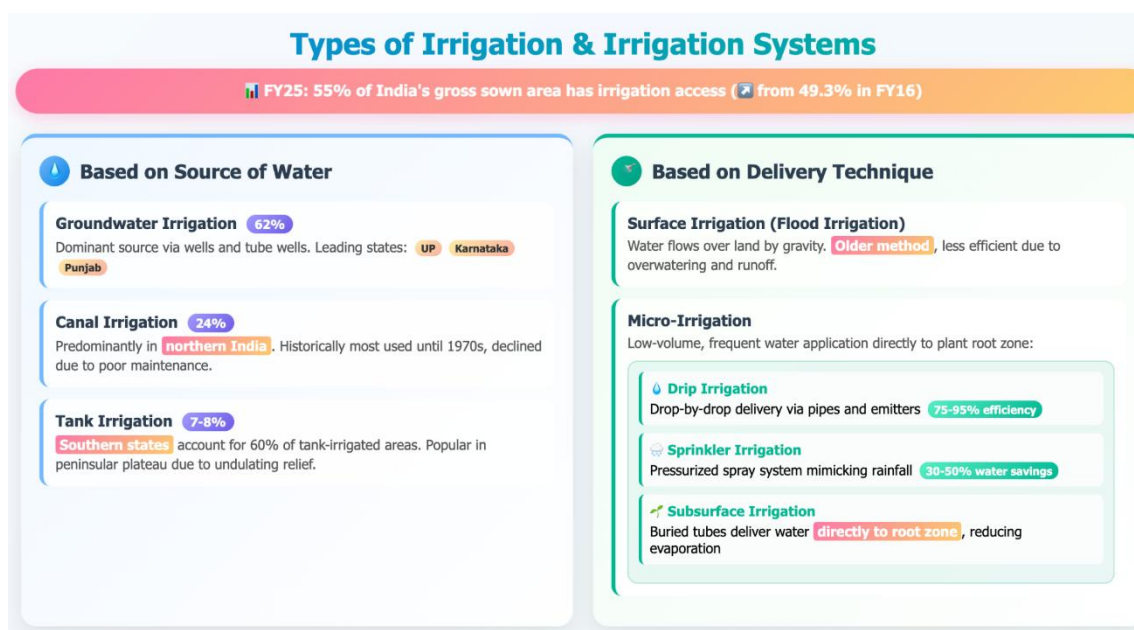 Types of Irrigation & Irrigation Systems
📊 FY25: 55% of India's gross sown area has irrigation access (↗️ from 49.3% in FY16)
Based on Source of Water
Groundwater Irrigation 62%
Dominant source via wells and tube wells. Leading states: UP Karnataka
Punjab
Canal Irrigation 24%
Predominantly in northern India. Historically most used until 1970s, declined
due to poor maintenance.
Tank Irrigation 7-8%
Southern states account for 60% of tank-irrigated areas. Popular in
peninsular plateau due to undulating relief.
Based on Delivery Technique
Surface Irrigation (Flood Irrigation)
Water flows over land by gravity. Older method, less efficient due to
overwatering and runoff.
Micro-Irrigation
Low-volume, frequent water application directly to plant root zone:
💧 Drip Irrigation
Drop-by-drop delivery via pipes and emitters 75-95% efficiency
🌧️ Sprinkler Irrigation
Pressurized spray system mimicking rainfall 30-50% water savings
🌱 Subsurface Irrigation
Buried tubes deliver water directly to root zone, reducing
evaporation